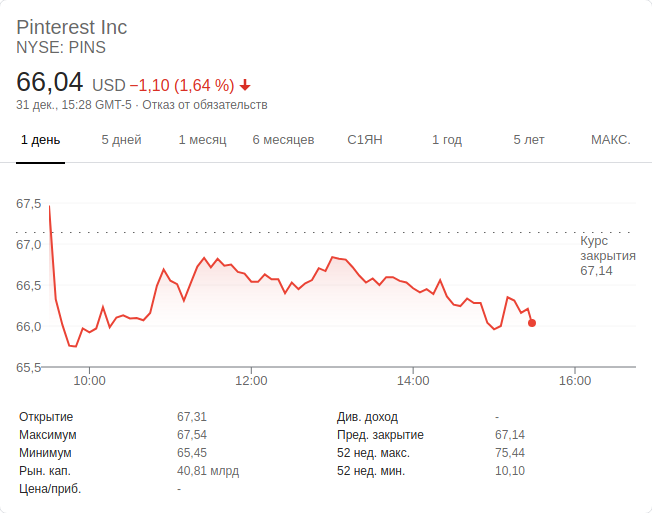 Pinterest Inc
NYSE: PINS
66,04 USD −1,10 (1,64 %)
31 дек., 15:28 GMT-5 · Отказ от обязательств
1 день 5 дней 1 месяц 6 месяцев С1ЯН 1 год 5 лет МАКС.
67,5
67,0
66,5
66,0
65,5
Курс
закрытия
67,14
10:00 12:00 14:00 16:00
Открытие 67,31 Див. доход -
Максимум 67,54 Пред. закрытие 67,14
Минимум 65,45 52 нед. макс. 75,44
Рын. кап. 40,81 млрд 52 нед. мин. 10,10
Цена/приб. -